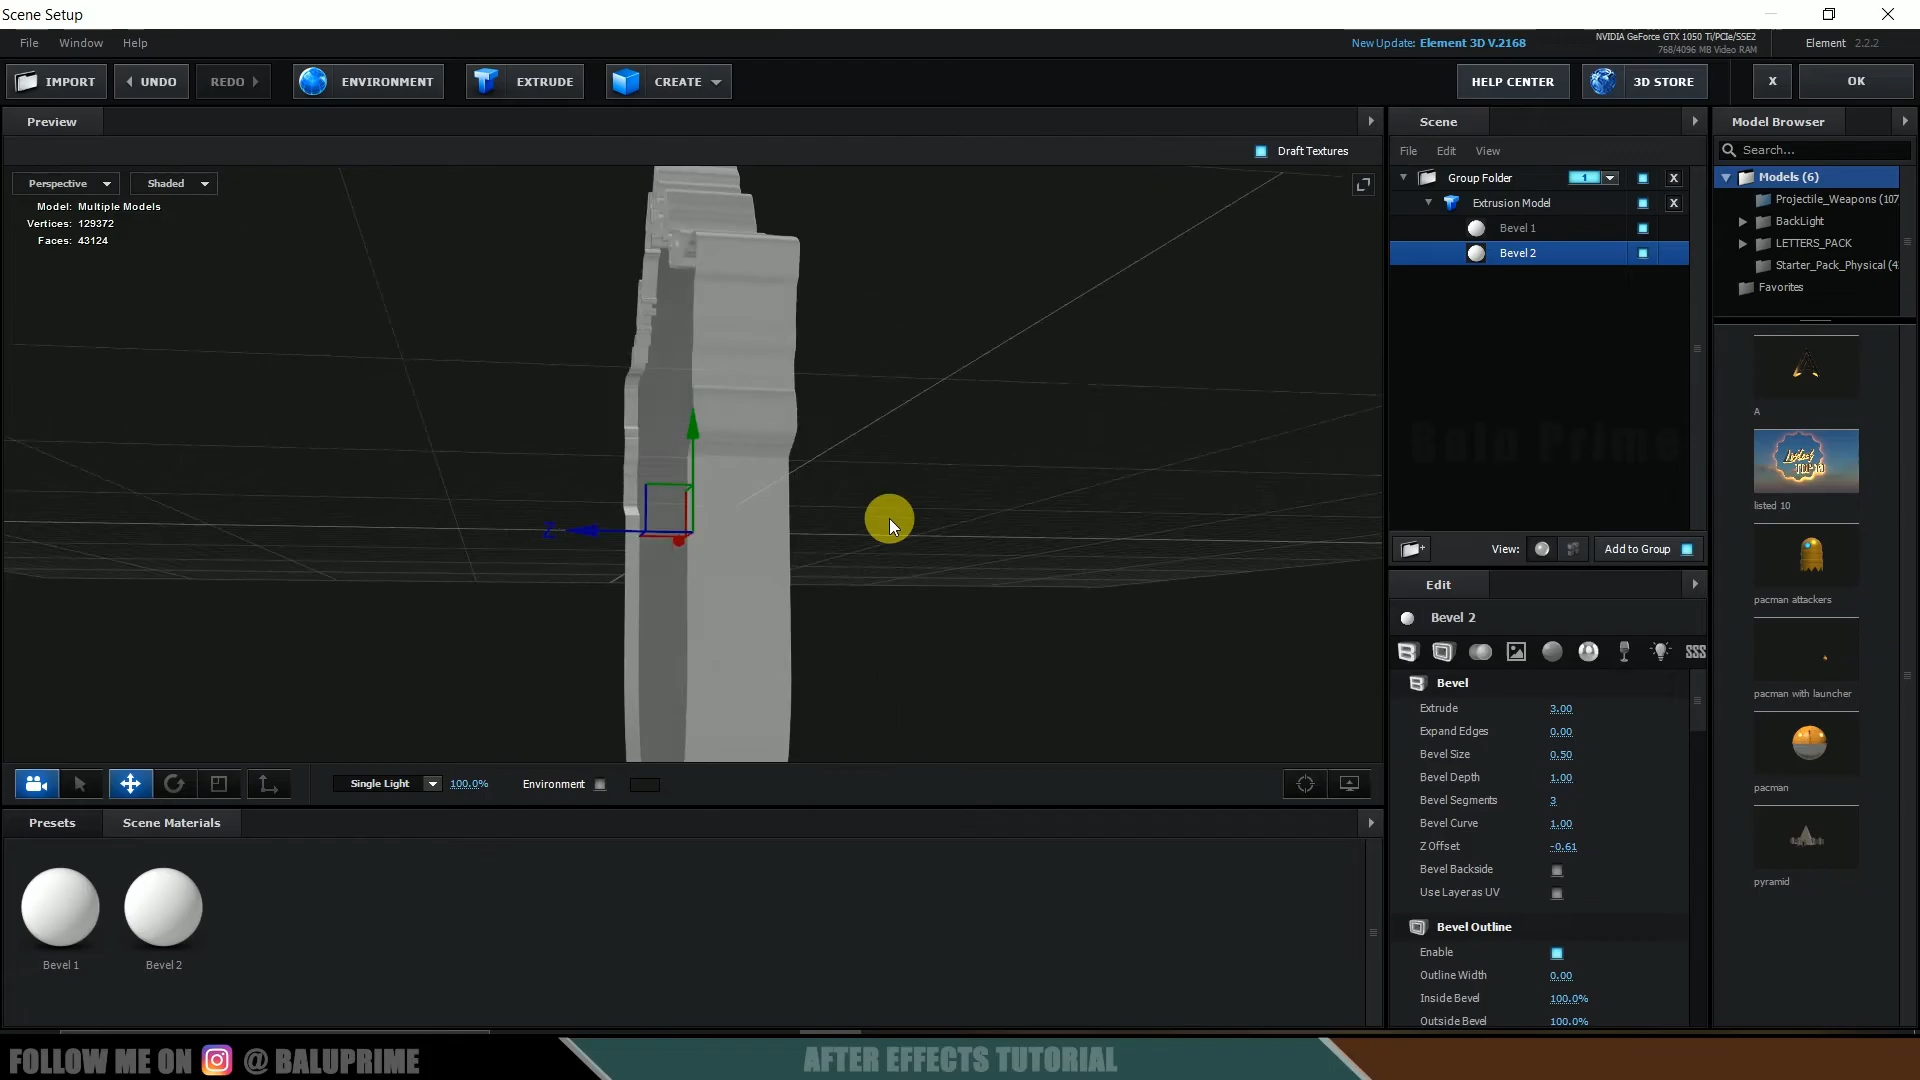 Scene Setup
File Window Help
New Update: Element 3D V.2168
NVIDIA GeForce GTX 1050 Ti/PCIe/SSE2
768/4096 MB Video RAM
Element 2.2.2
IMPORT UNDO REDO ENVIRONMENT EXTRUDE CREATE HELP CENTER 3D STORE X OK
Preview
Draft Textures
Perspective Shaded
Model: Multiple Models
Vertices: 129372
Faces: 43124
Z
Single Light 100.0% Environment
Presets Scene Materials
Bevel 1 Bevel 2
Scene
File Edit View
Group Folder 1 X
Extrusion Model X
Bevel 1
Bevel 2
Balu Prime
View: Add to Group
Edit
Bevel 2
Bevel
Extrude 3.00
Expand Edges 0.00
Bevel Size 0.50
Bevel Depth 1.00
Bevel Segments 3
Bevel Curve 1.00
Z Offset -0.61
Bevel Backside
Use Layer as UV
Bevel Outline
Enable
Outline Width 0.00
Inside Bevel 100.0%
Outside Bevel 100.0%
Model Browser
Search...
Models (6)
Projectile_Weapons (107
BackLight
LETTERS_PACK
Starter_Pack_Physical (4
Favorites
A
listed 10
pacman attackers
pacman with launcher
pacman
pyramid
FOLLOW ME ON @ BALUPRIME
AFTER EFFECTS TUTORIAL